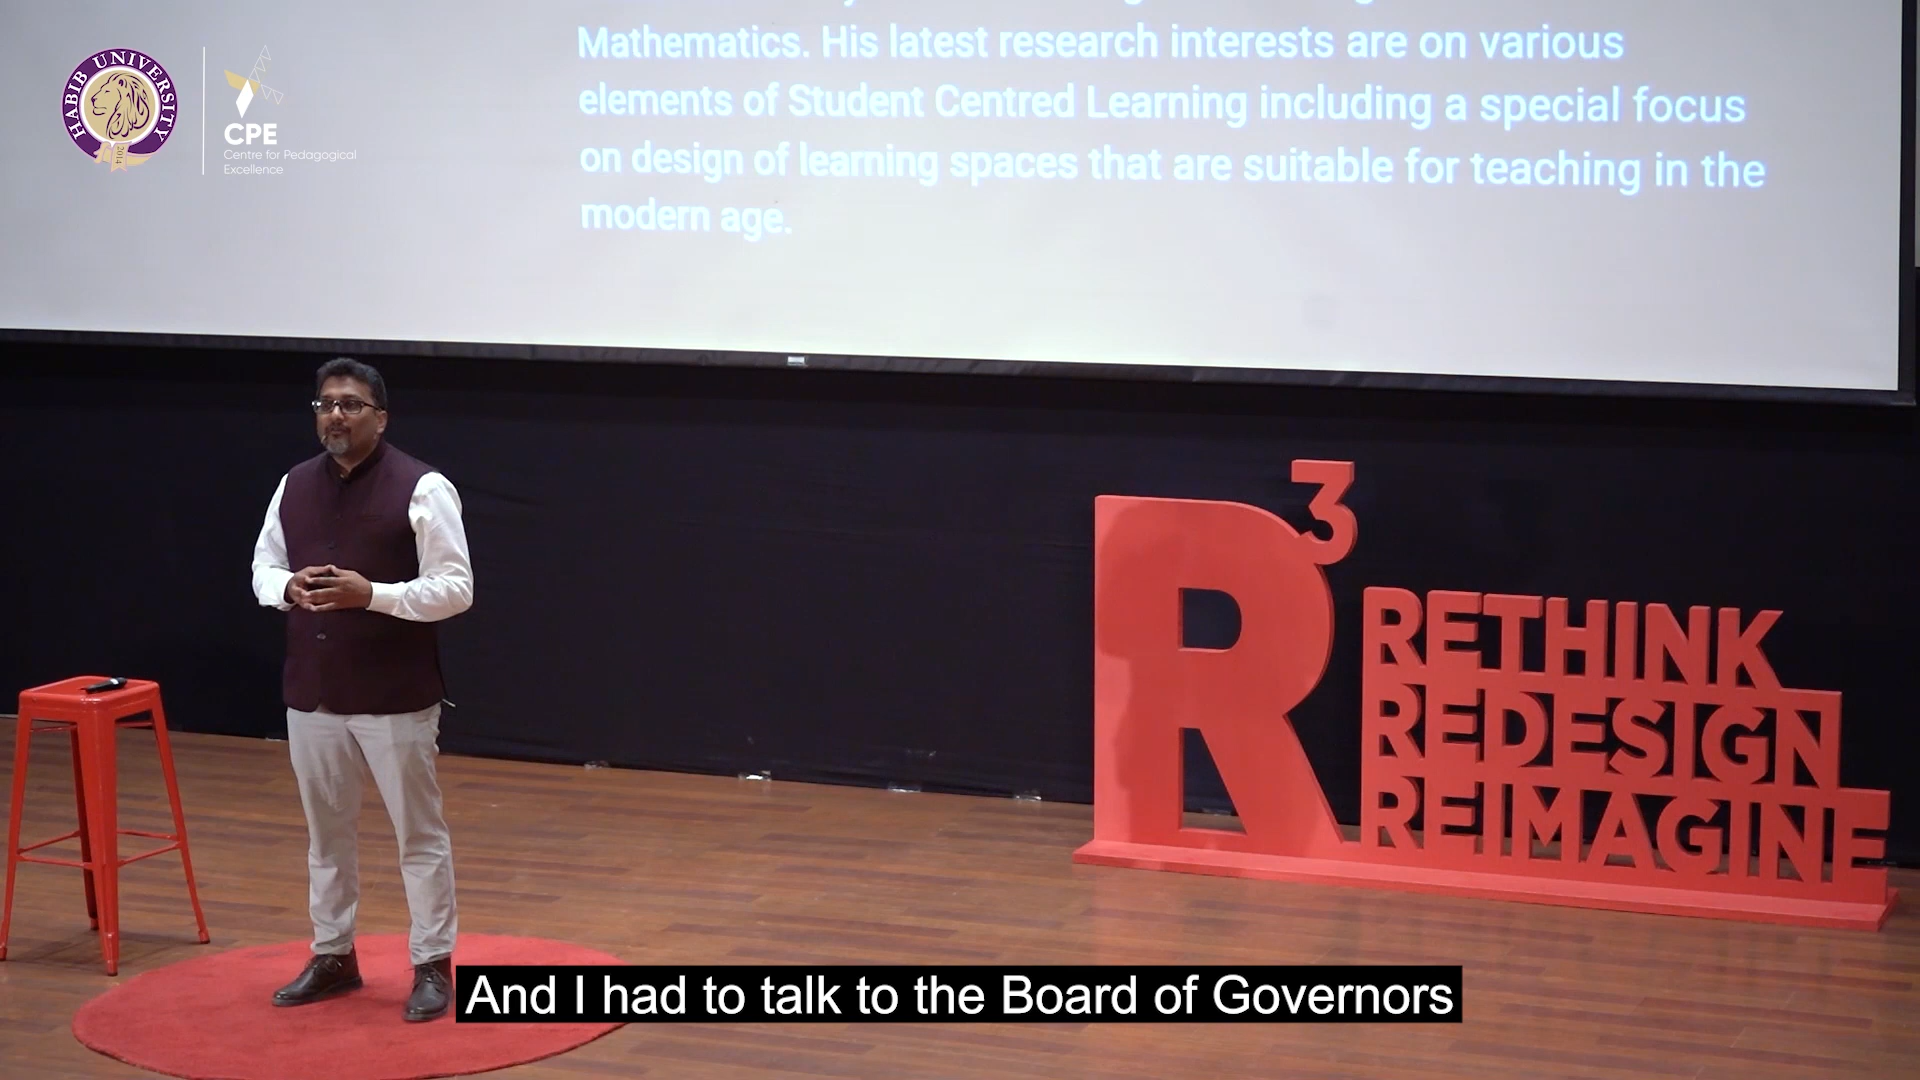 HABIB UNIVERSITY
2014
CPE
Centre for Pedagogical
Excellence
Mathematics. His latest research interests are on various
elements of Student Centred Learning including a special focus
on design of learning spaces that are suitable for teaching in the
modern age.
R3
RETHINK
REDESIGN
REIMAGINE
And I had to talk to the Board of Governors